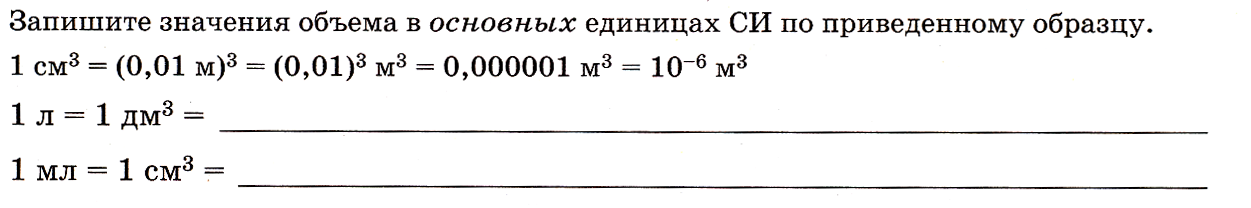 Запишите значения объема в основных единицах СИ по приведенному образцу.
1 см³ = (0,01 м)³ = (0,01)³ м³ = 0,000001 м³ = 10⁻⁶ м³
1 л = 1 дм³ =
1 мл = 1 см³ =